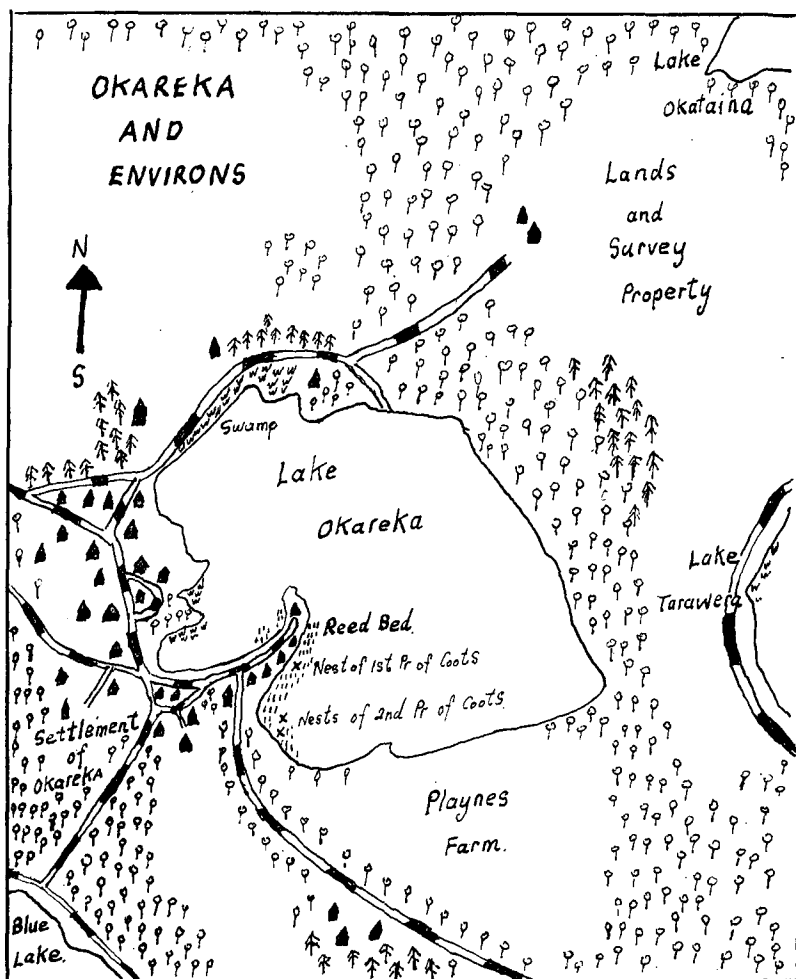 OKAREKA
AND
ENVIRONS
Lake
Okataina
Lands
and
Survey
Property
N
S
Swamp
Lake
OKAREKA
Lake
Tarawera
Reed Bed.
Nest of 1st Pr of Coots
Nests of 2nd Pr of Coots.
Settlement
of
OKAREKA
Playnes
Farm.
Blue
Lake.